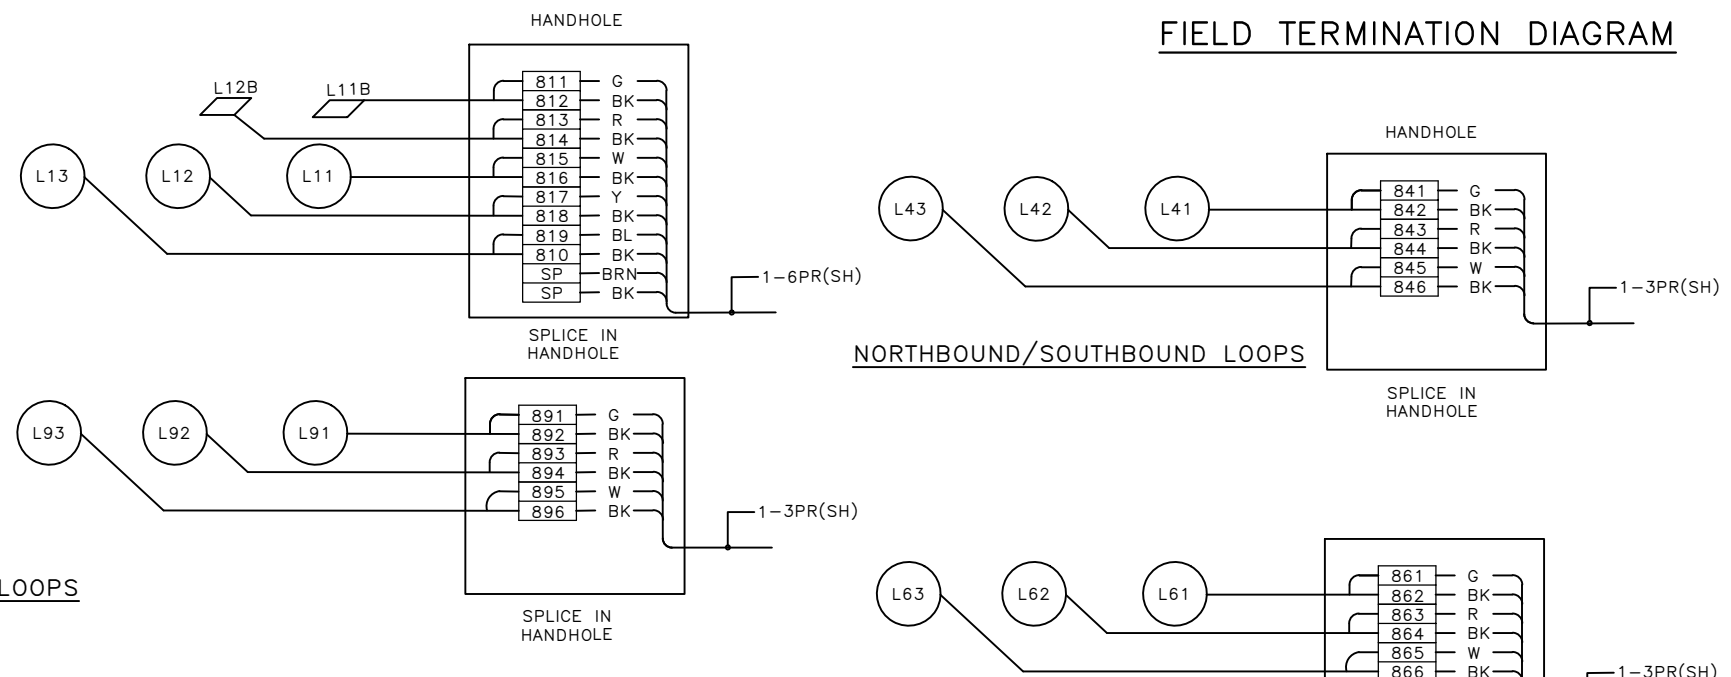 FIELD TERMINATION DIAGRAM
HANDHOLE
L12B
L11B
L13
L12
L11
811 G
812 BK
813 R
814 BK
815 W
816 BK
817 Y
818 BK
819 BL
810 BK
SP BRN
SP BK
1-6PR(SH)
SPLICE IN
HANDHOLE
L93
L92
L91
891 G
892 BK
893 R
894 BK
895 W
896 BK
1-3PR(SH)
SPLICE IN
HANDHOLE
LOOPS
HANDHOLE
L43
L42
L41
841 G
842 BK
843 R
844 BK
845 W
846 BK
1-3PR(SH)
NORTHBOUND/SOUTHBOUND LOOPS
SPLICE IN
HANDHOLE
L63
L62
L61
861 G
862 BK
863 R
864 BK
865 W
866 BK
1-3PR(SH)